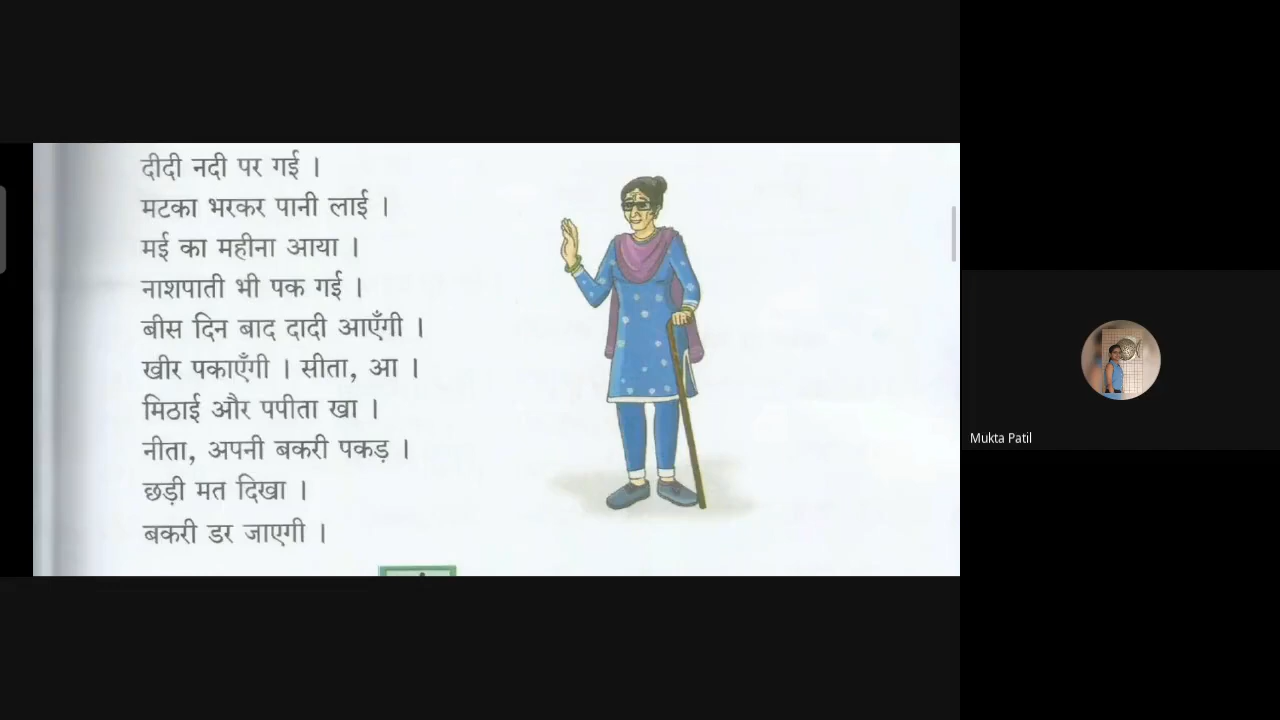 दीदी नदी पर गई ।
मटका भरकर पानी लाई ।
मई का महीना आया ।
नाशपाती भी पक गई ।
बीस दिन बाद दादी आएँगी ।
खीर पकाएँगी । सीता, आ ।
मिठाई और पपीता खा ।
नीता, अपनी बकरी पकड़ ।
छड़ी मत दिखा ।
बकरी डर जाएगी ।
Mukta Patil